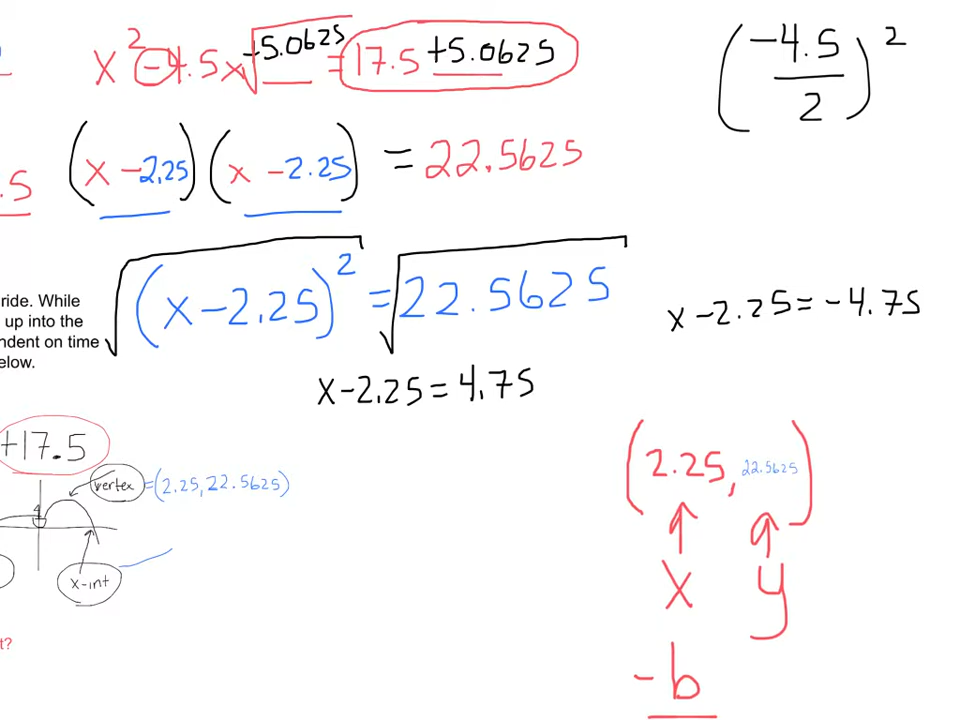 x² - 4.5x +5.0625 = 17.5 +5.0625
(-4.5/2)²
.5
(x - 2.25)(x - 2.25) = 22.5625
√(x - 2.25)² = √22.5625
ride. While
up into the
ndent on time
elow.
x - 2.25 = -4.75
x - 2.25 = 4.75
+17.5
vertex = (2.25, 22.5625)
(2.25, 22.5625)
x-int
x y
t?
-b